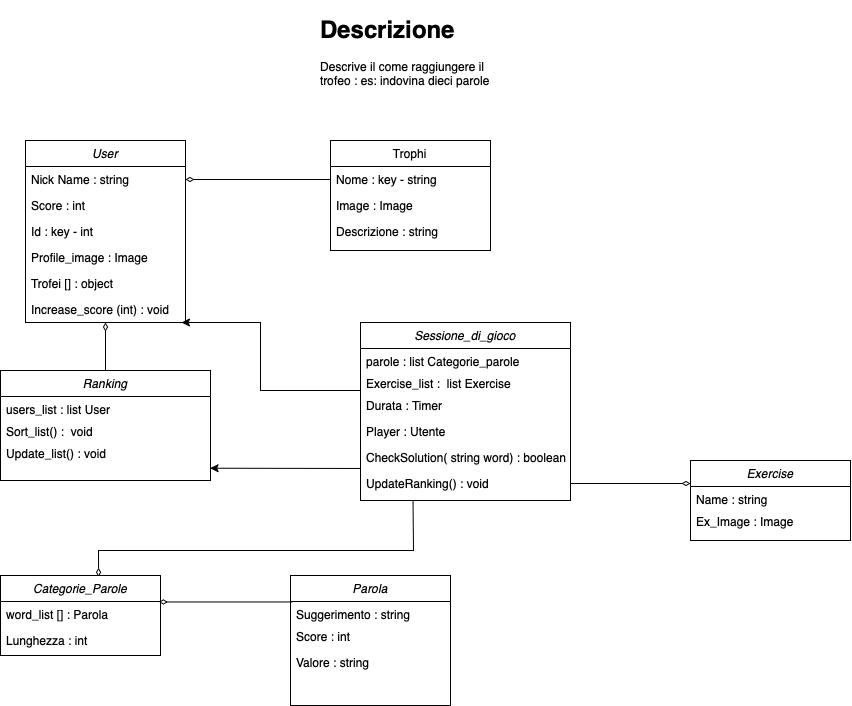 Descrizione
Descrive il come raggiungere il
trofeo : es: indovina dieci parole
User
Nick Name : string
Score : int
Id : key - int
Profile_image : Image
Trofei [] : object
Increase_score (int) : void
Trophi
Nome : key - string
Image : Image
Descrizione : string
Ranking
users_list : list User
Sort_list() : void
Update_list() : void
Sessione_di_gioco
parole : list Categorie_parole
Exercise_list : list Exercise
Durata : Timer
Player : Utente
CheckSolution( string word) : boolean
UpdateRanking() : void
Exercise
Name : string
Ex_Image : Image
Categorie_Parole
word_list [] : Parola
Lunghezza : int
Parola
Suggerimento : string
Score : int
Valore : string